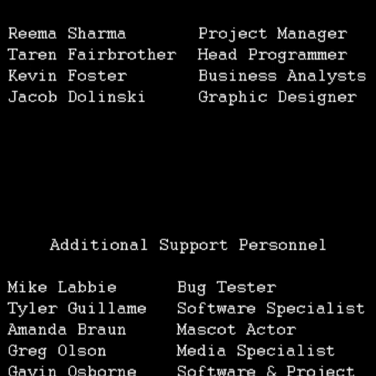 Reema Sharma Project Manager
Taren Fairbrother Head Programmer
Kevin Foster Business Analysts
Jacob Dolinski Graphic Designer
Additional Support Personnel
Mike Labbie Bug Tester
Tyler Guillame Software Specialist
Amanda Braun Mascot Actor
Greg Olson Media Specialist
Gavin Osborne Software & Project